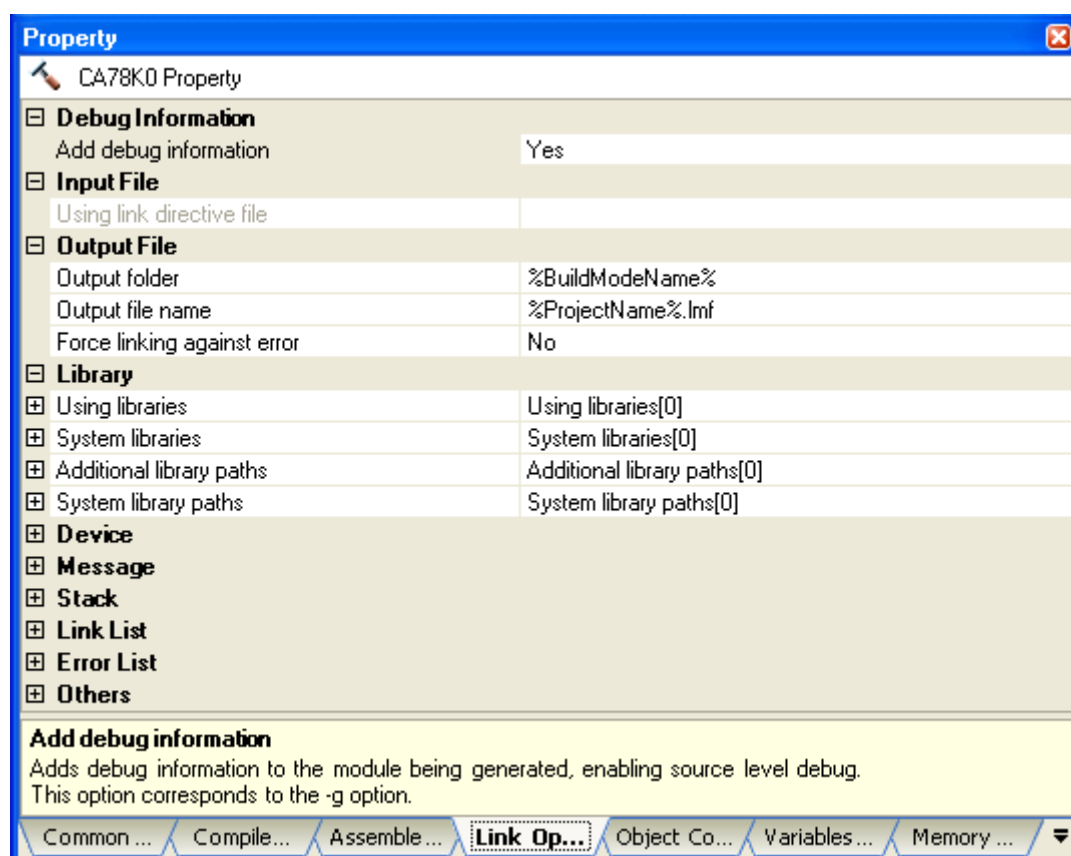 Property
CA78K0 Property
Debug Information
Add debug information Yes
Input File
Using link directive file
Output File
Output folder %BuildModeName%
Output file name %ProjectName%.lmf
Force linking against error No
Library
Using libraries Using libraries[0]
System libraries System libraries[0]
Additional library paths Additional library paths[0]
System library paths System library paths[0]
Device
Message
Stack
Link List
Error List
Others
Add debug information
Adds debug information to the module being generated, enabling source level debug.
This option corresponds to the -g option.
Common ... Compile... Assemble ... Link Op... Object Co... Variables ... Memory ...